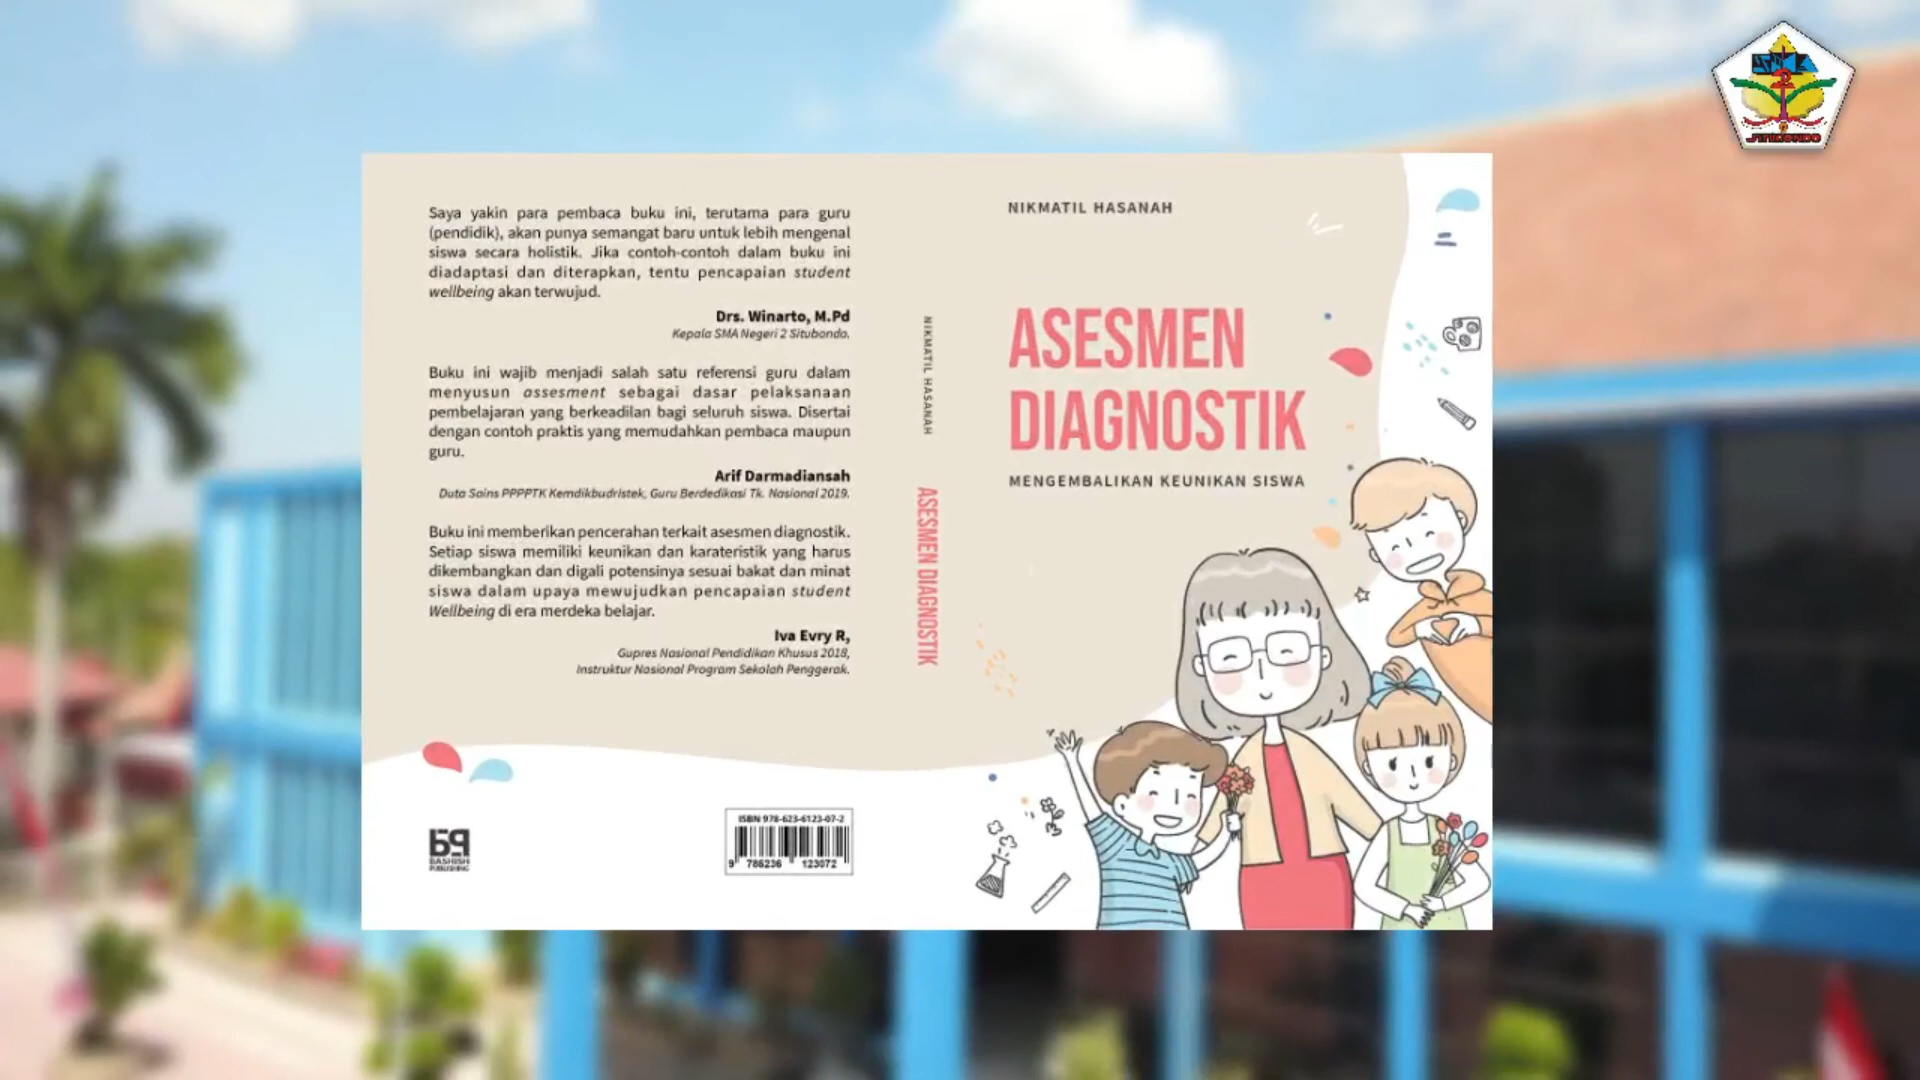 Saya yakin para pembaca buku ini, terutama para guru
(pendidik), akan punya semangat baru untuk lebih mengenal
siswa secara holistik. Jika contoh-contoh dalam buku ini
diadaptasi dan diterapkan, tentu pencapaian student
wellbeing akan terwujud.
Drs. Winarto, M.Pd
Kepala SMA Negeri 2 Situbondo.
Buku ini wajib menjadi salah satu referensi guru dalam
menyusun assesment sebagai dasar pelaksanaan
pembelajaran yang berkeadilan bagi seluruh siswa. Disertai
dengan contoh praktis yang memudahkan pembaca maupun
guru.
Arif Darmadiansah
Duta Sains PPPPTK Kemdikbudristek, Guru Berdedikasi Tk. Nasional 2019.
Buku ini memberikan pencerahan terkait asesmen diagnostik.
Setiap siswa memiliki keunikan dan karateristik yang harus
dikembangkan dan digali potensinya sesuai bakat dan minat
siswa dalam upaya mewujudkan pencapaian student
Wellbeing di era merdeka belajar.
Iva Evry R,
Gupres Nasional Pendidikan Khusus 2018,
Instruktur Nasional Program Sekolah Penggerak.
BASHISH
PUBLISHING
ISBN 978-623-6123-07-2
9 786236 123072
NIKMATIL HASANAH
ASESMEN DIAGNOSTIK
NIKMATIL HASANAH
ASESMEN
DIAGNOSTIK
MENGEMBALIKAN KEUNIKAN SISWA
SITUBONDO